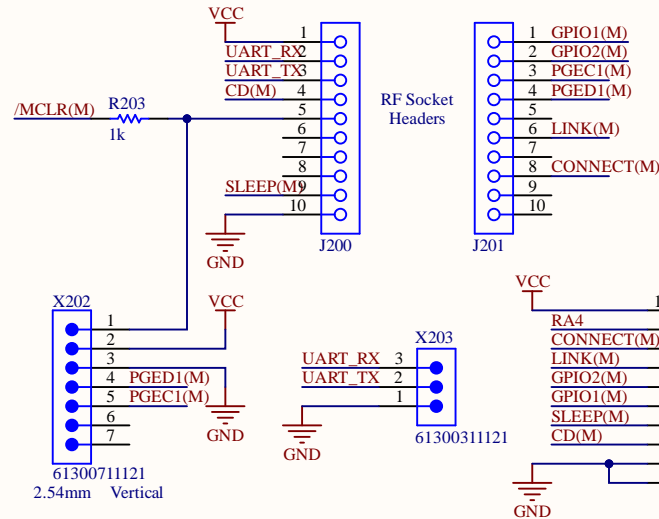 VCC
UART_RX
UART_TX
CD(M)
/MCLR(M)
R203
1k
SLEEP(M)
GND
1
2
3
4
5
6
7
8
9
10
J200
RF Socket
Headers
1
2
3
4
5
6
7
8
9
10
J201
GPIO1(M)
GPIO2(M)
PGEC1(M)
PGED1(M)
LINK(M)
CONNECT(M)
X202
1
2
3
4
5
6
7
VCC
PGED1(M)
PGEC1(M)
GND
61300711121
2.54mm Vertical
X203
UART_RX
UART_TX
3
2
1
GND
61300311121
VCC
1
RA4
CONNECT(M)
LINK(M)
GPIO2(M)
GPIO1(M)
SLEEP(M)
CD(M)
GND